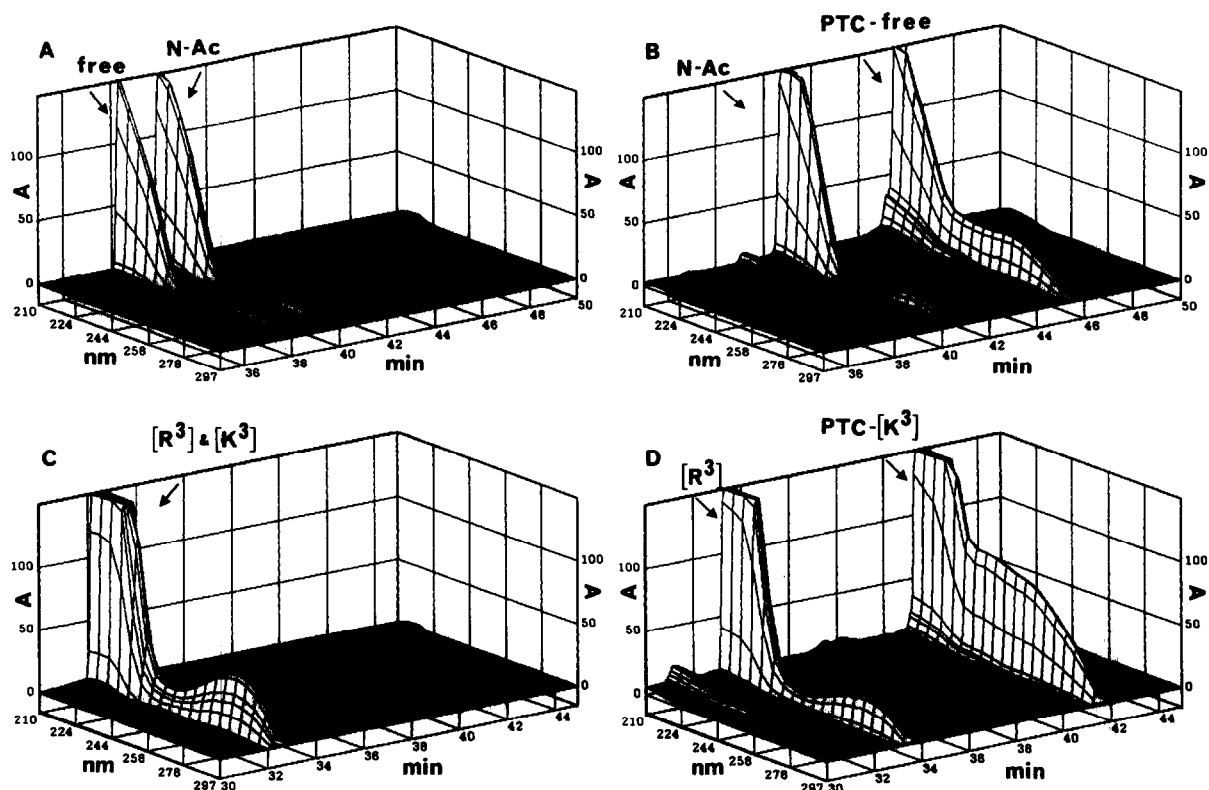 A
free
N-Ac
100
50
0
A
210
224
244
258
278
297
nm
36
38
40
42
44
46
48
50
min
0
50
100
A
B
N-Ac
PTC-free
100
50
0
A
210
224
244
258
276
297
nm
36
38
40
42
44
46
48
50
min
0
50
100
A
C
[R³] & [K³]
100
50
0
A
210
224
244
258
278
297
nm
30
32
34
36
38
40
42
44
min
0
50
100
A
D
[R³]
PTC-[K³]
100
50
0
A
210
224
244
258
278
297
nm
30
32
34
36
38
40
42
44
min
0
50
100
A